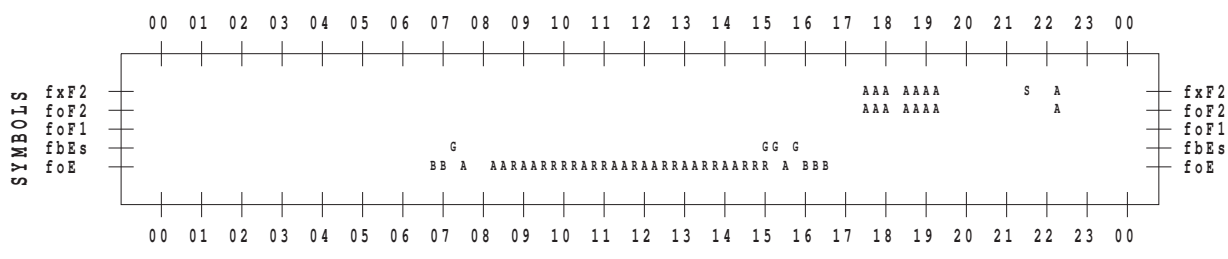 00 01 02 03 04 05 06 07 08 09 10 11 12 13 14 15 16 17 18 19 20 21 22 23 00
SYMBOLS
fxF2 AAA AAAA S A fxF2
foF2 AAA AAAA A foF2
foF1 foF1
fbEs G GG G fbEs
foE BB A AARAARRRRARRAARAARRAARRAARRR A BBB foE
00 01 02 03 04 05 06 07 08 09 10 11 12 13 14 15 16 17 18 19 20 21 22 23 00